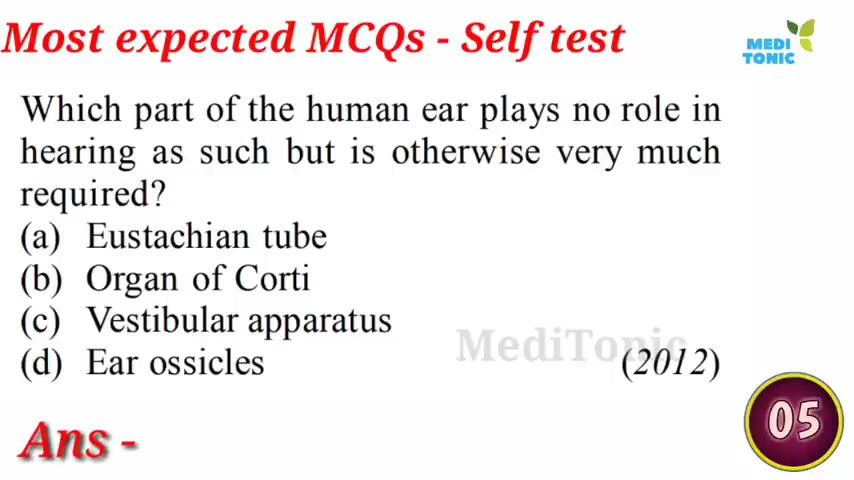 Most expected MCQs - Self test
MEDI
TONIC
Which part of the human ear plays no role in
hearing as such but is otherwise very much
required?
(a) Eustachian tube
(b) Organ of Corti
(c) Vestibular apparatus
MediTonic
(d) Ear ossicles (2012)
05
Ans -